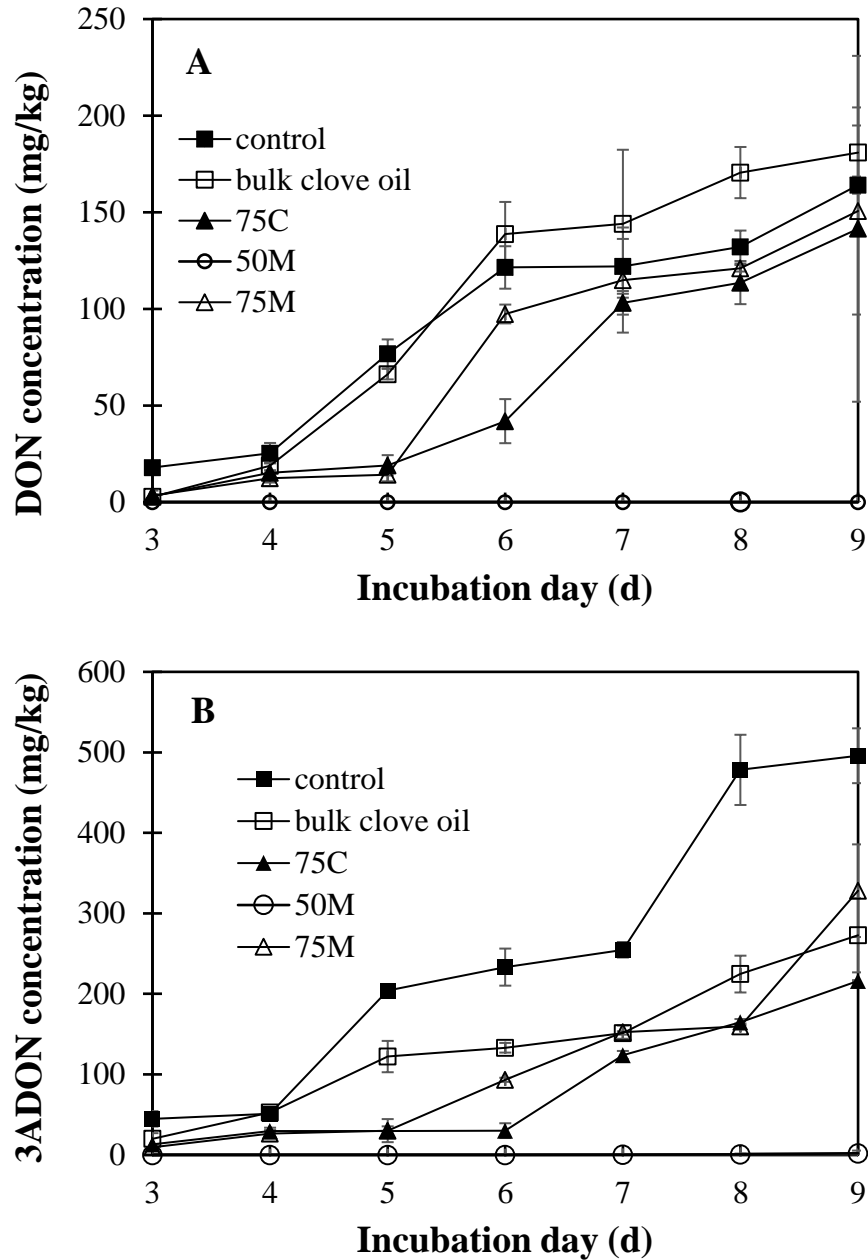 250
200
150
100
50
0
DON concentration (mg/kg)
A
control
bulk clove oil
75C
50M
75M
3 4 5 6 7 8 9
Incubation day (d)
600
500
400
300
200
100
0
3ADON concentration (mg/kg)
B
control
bulk clove oil
75C
50M
75M
3 4 5 6 7 8 9
Incubation day (d)